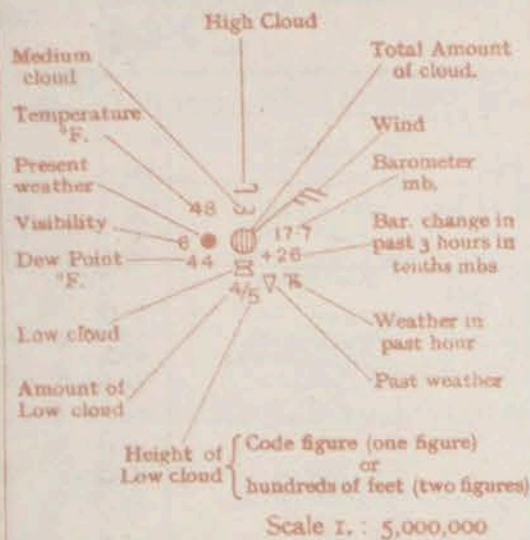 High Cloud
Medium
cloud
Total Amount
of cloud.
Temperature
°F.
Wind
Present
weather
Barometer
mb.
48
Visibility
6
17·7
Bar. change in
past 3 hours in
tenths mbs
Dew Point
°F.
44
+26
4/5
Low cloud
Weather in
past hour
Amount of
Low cloud
Past weather
Height of
Low cloud
Code figure (one figure)
or
hundreds of feet (two figures)
Scale 1. : 5,000,000